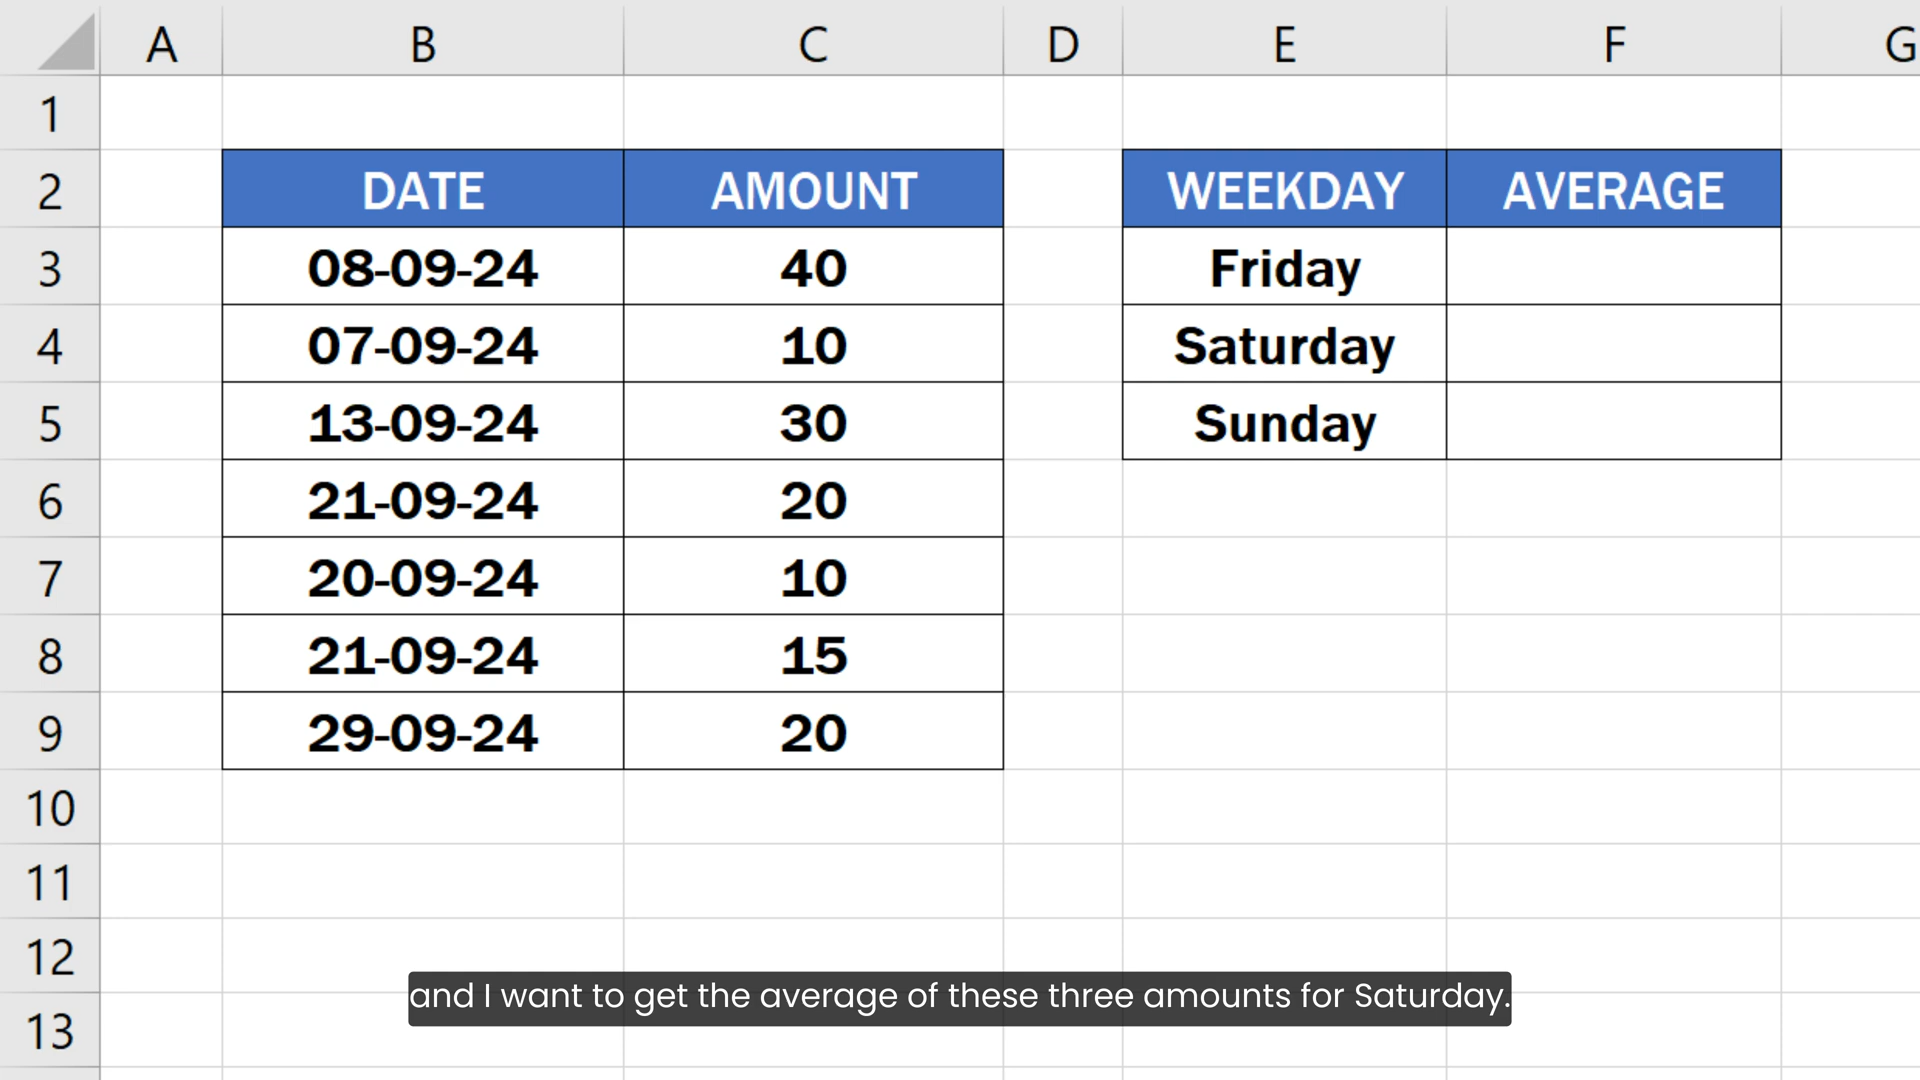 A B C D E F G
1
2 DATE AMOUNT WEEKDAY AVERAGE
3 08-09-24 40 Friday
4 07-09-24 10 Saturday
5 13-09-24 30 Sunday
6 21-09-24 20
7 20-09-24 10
8 21-09-24 15
9 29-09-24 20
10
11
12
and I want to get the average of these three amounts for Saturday.
13